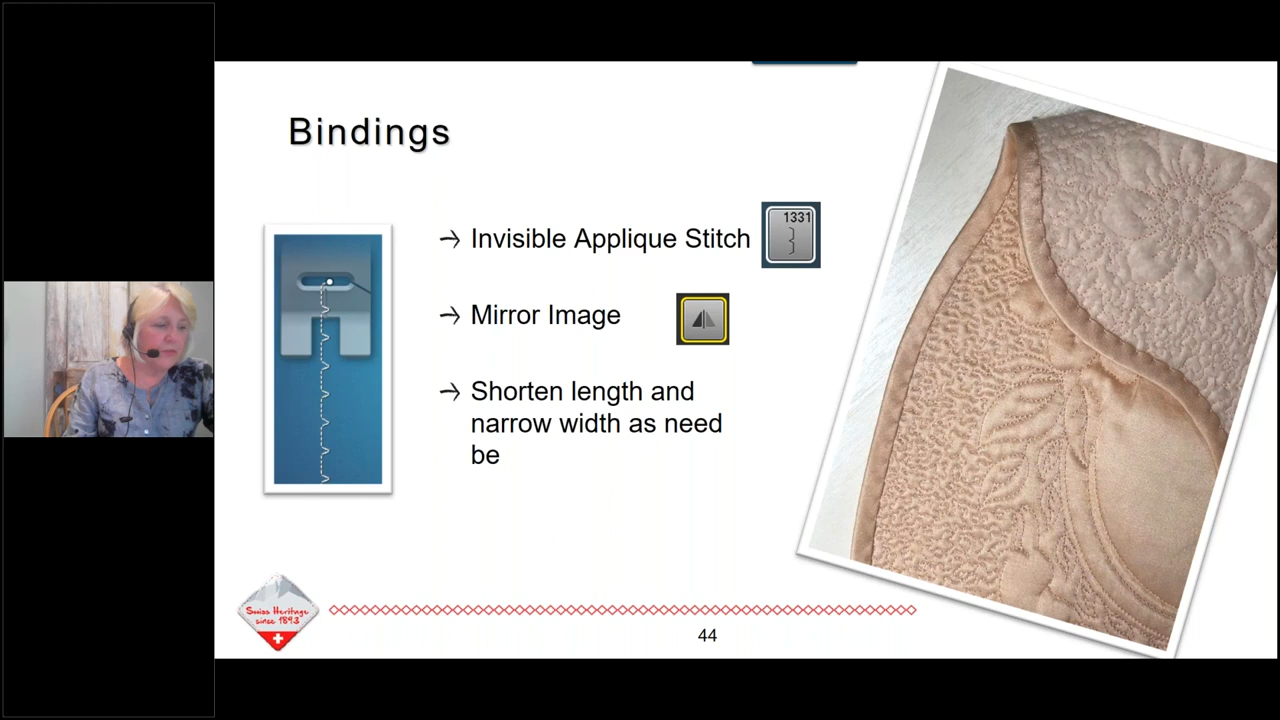 Bindings
→ Invisible Applique Stitch
1331
→ Mirror Image
→ Shorten length and
narrow width as need
be
Swiss Heritage
since 1893
44